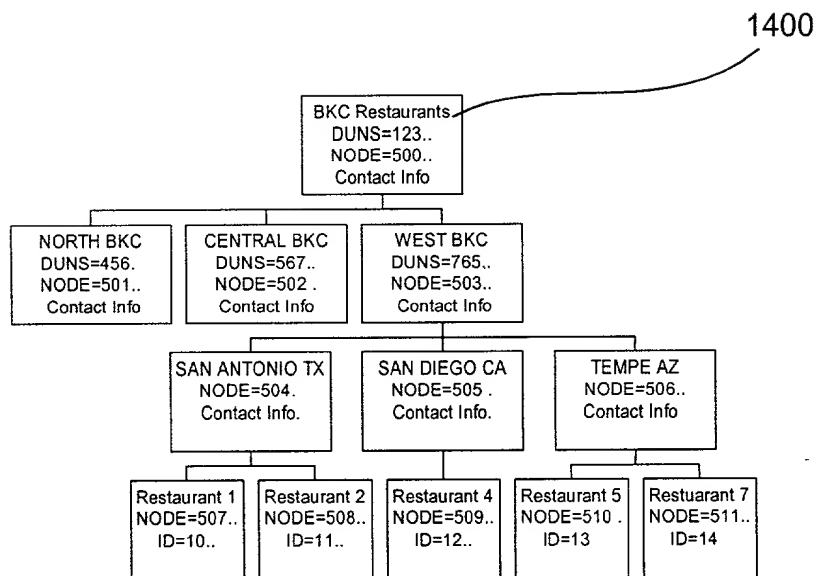 1400
BKC Restaurants
DUNS=123..
NODE=500..
Contact Info
NORTH BKC
DUNS=456.
NODE=501..
Contact Info
CENTRAL BKC
DUNS=567..
NODE=502 .
Contact Info
WEST BKC
DUNS=765..
NODE=503..
Contact Info
SAN ANTONIO TX
NODE=504.
Contact Info.
SAN DIEGO CA
NODE=505 .
Contact Info.
TEMPE AZ
NODE=506..
Contact Info
Restaurant 1
NODE=507..
ID=10..
Restaurant 2
NODE=508..
ID=11..
Restaurant 4
NODE=509..
ID=12..
Restaurant 5
NODE=510 .
ID=13
Restuarant 7
NODE=511..
ID=14